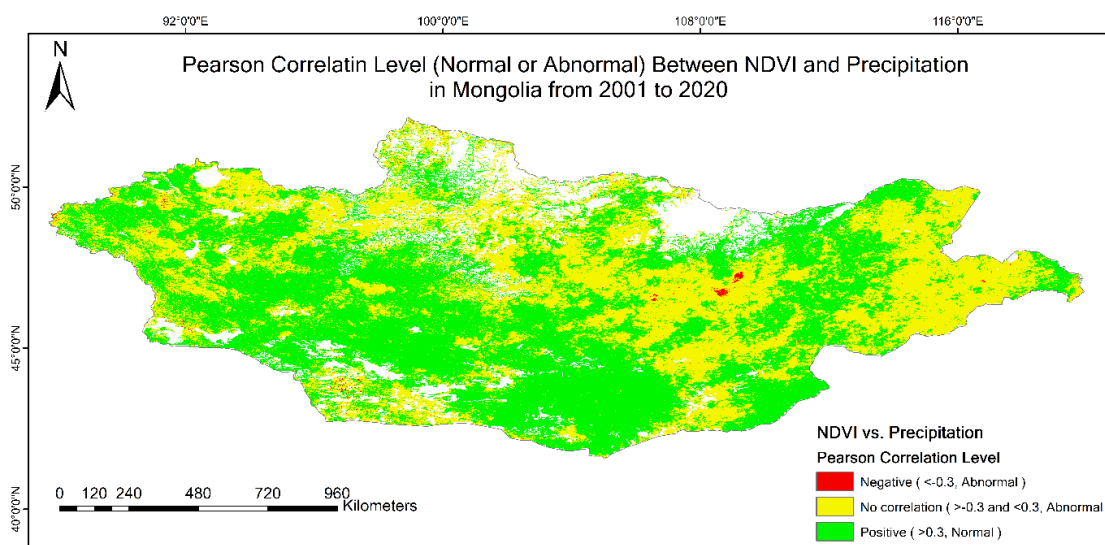 92°0'0"E 100°0'0"E 108°0'0"E 116°0'0"E
N
Pearson Correlatin Level (Normal or Abnormal) Between NDVI and Precipitation
in Mongolia from 2001 to 2020
50°0'0"N
45°0'0"N
40°0'0"N
NDVI vs. Precipitation
Pearson Correlation Level
Negative ( <-0.3, Abnormal )
No correlation ( >-0.3 and <0.3, Abnormal
Positive ( >0.3, Normal )
0 120 240 480 720 960
Kilometers